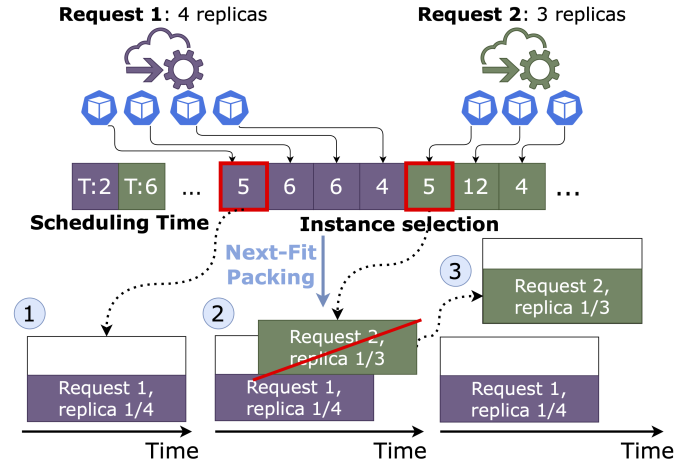 Request 1: 4 replicas
Request 2: 3 replicas
T:2 T:6 ... 5 6 6 4 5 12 4 ...
Scheduling Time
Instance selection
Next-Fit
Packing
1
2
3
Request 2,
replica 1/3
Request 2,
replica 1/3
Request 1,
replica 1/4
Request 1,
replica 1/4
Request 1,
replica 1/4
Time
Time
Time